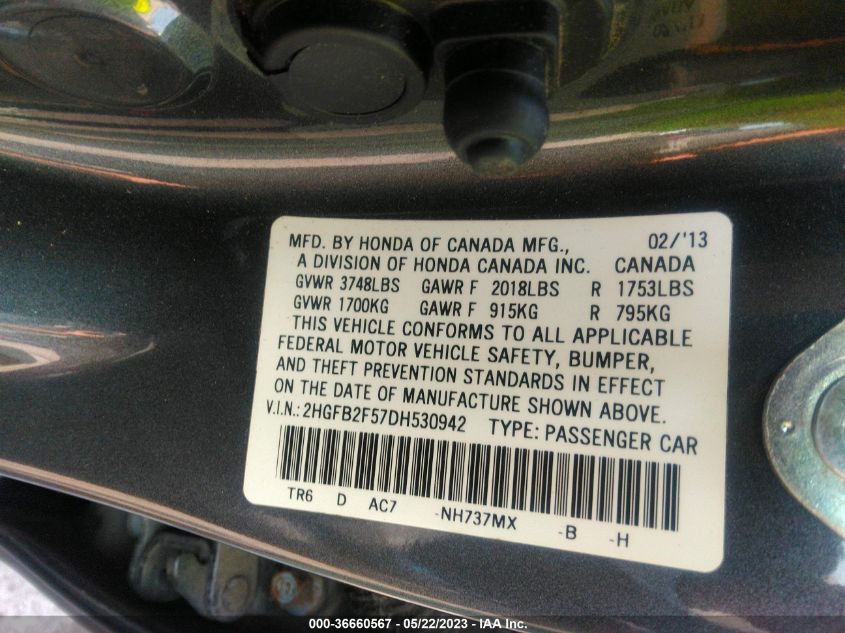 MFD. BY HONDA OF CANADA MFG., 02/'13
A DIVISION OF HONDA CANADA INC. CANADA
GVWR 3748LBS GAWR F 2018LBS R 1753LBS
GVWR 1700KG GAWR F 915KG R 795KG
THIS VEHICLE CONFORMS TO ALL APPLICABLE
FEDERAL MOTOR VEHICLE SAFETY, BUMPER,
AND THEFT PREVENTION STANDARDS IN EFFECT
ON THE DATE OF MANUFACTURE SHOWN ABOVE.
V.I.N.: 2HGFB2F57DH530942 TYPE: PASSENGER CAR
TR6 D AC7 -NH737MX -B -H
000-36660567 - 05/22/2023 - IAA Inc.